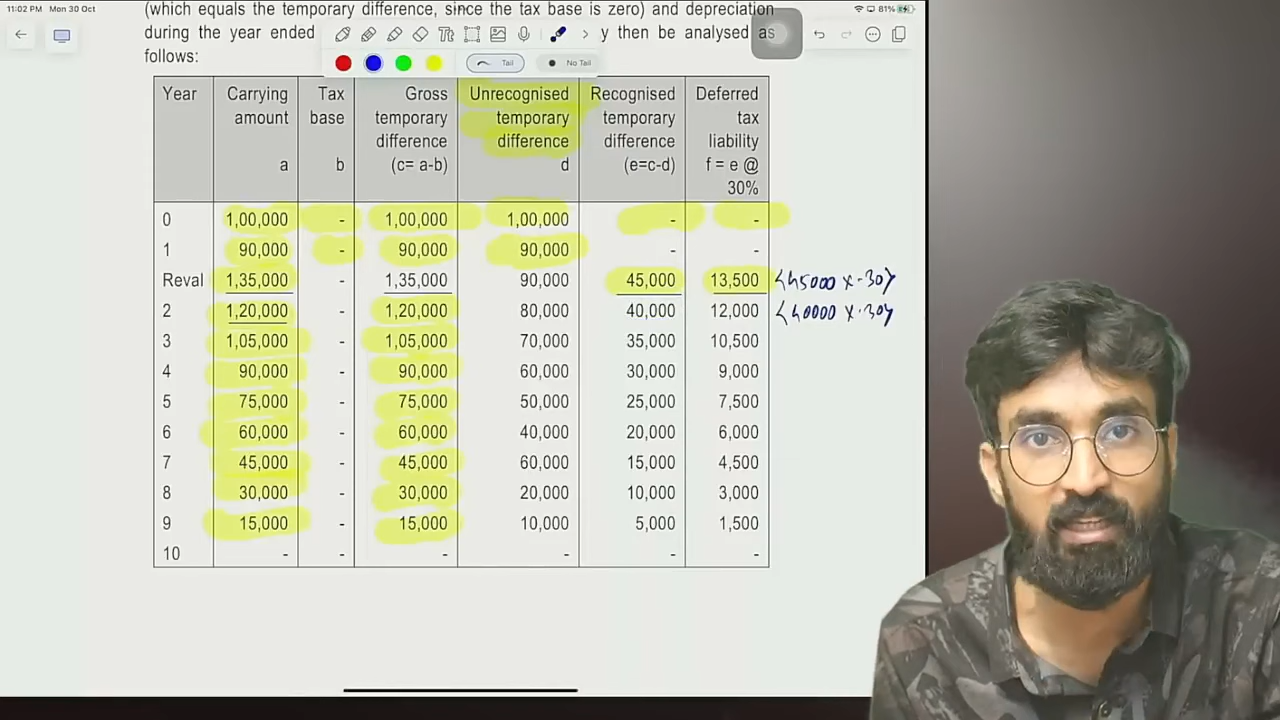 11:02 PM Mon 30 Oct 81%
(which equals the temporary difference, since the tax base is zero) and depreciation
during the year ended y then be analysed as
follows:
Tail No Tail
Year Carrying amount a Tax base b Gross temporary difference (c= a-b) Unrecognised temporary difference d Recognised temporary difference (e=c-d) Deferred tax liability f = e @ 30%
0 1,00,000 - 1,00,000 1,00,000 - -
1 90,000 - 90,000 90,000 - -
Reval 1,35,000 1,35,000 90,000 45,000 13,500 <45000 x .30>
2 1,20,000 1,20,000 80,000 40,000 12,000 <40000 x .30>
3 1,05,000 - 1,05,000 70,000 35,000 10,500
4 90,000 - 90,000 60,000 30,000 9,000
5 75,000 - 75,000 50,000 25,000 7,500
6 60,000 - 60,000 40,000 20,000 6,000
7 45,000 - 45,000 60,000 15,000 4,500
8 30,000 - 30,000 20,000 10,000 3,000
9 15,000 - 15,000 10,000 5,000 1,500
10 - - - - - -